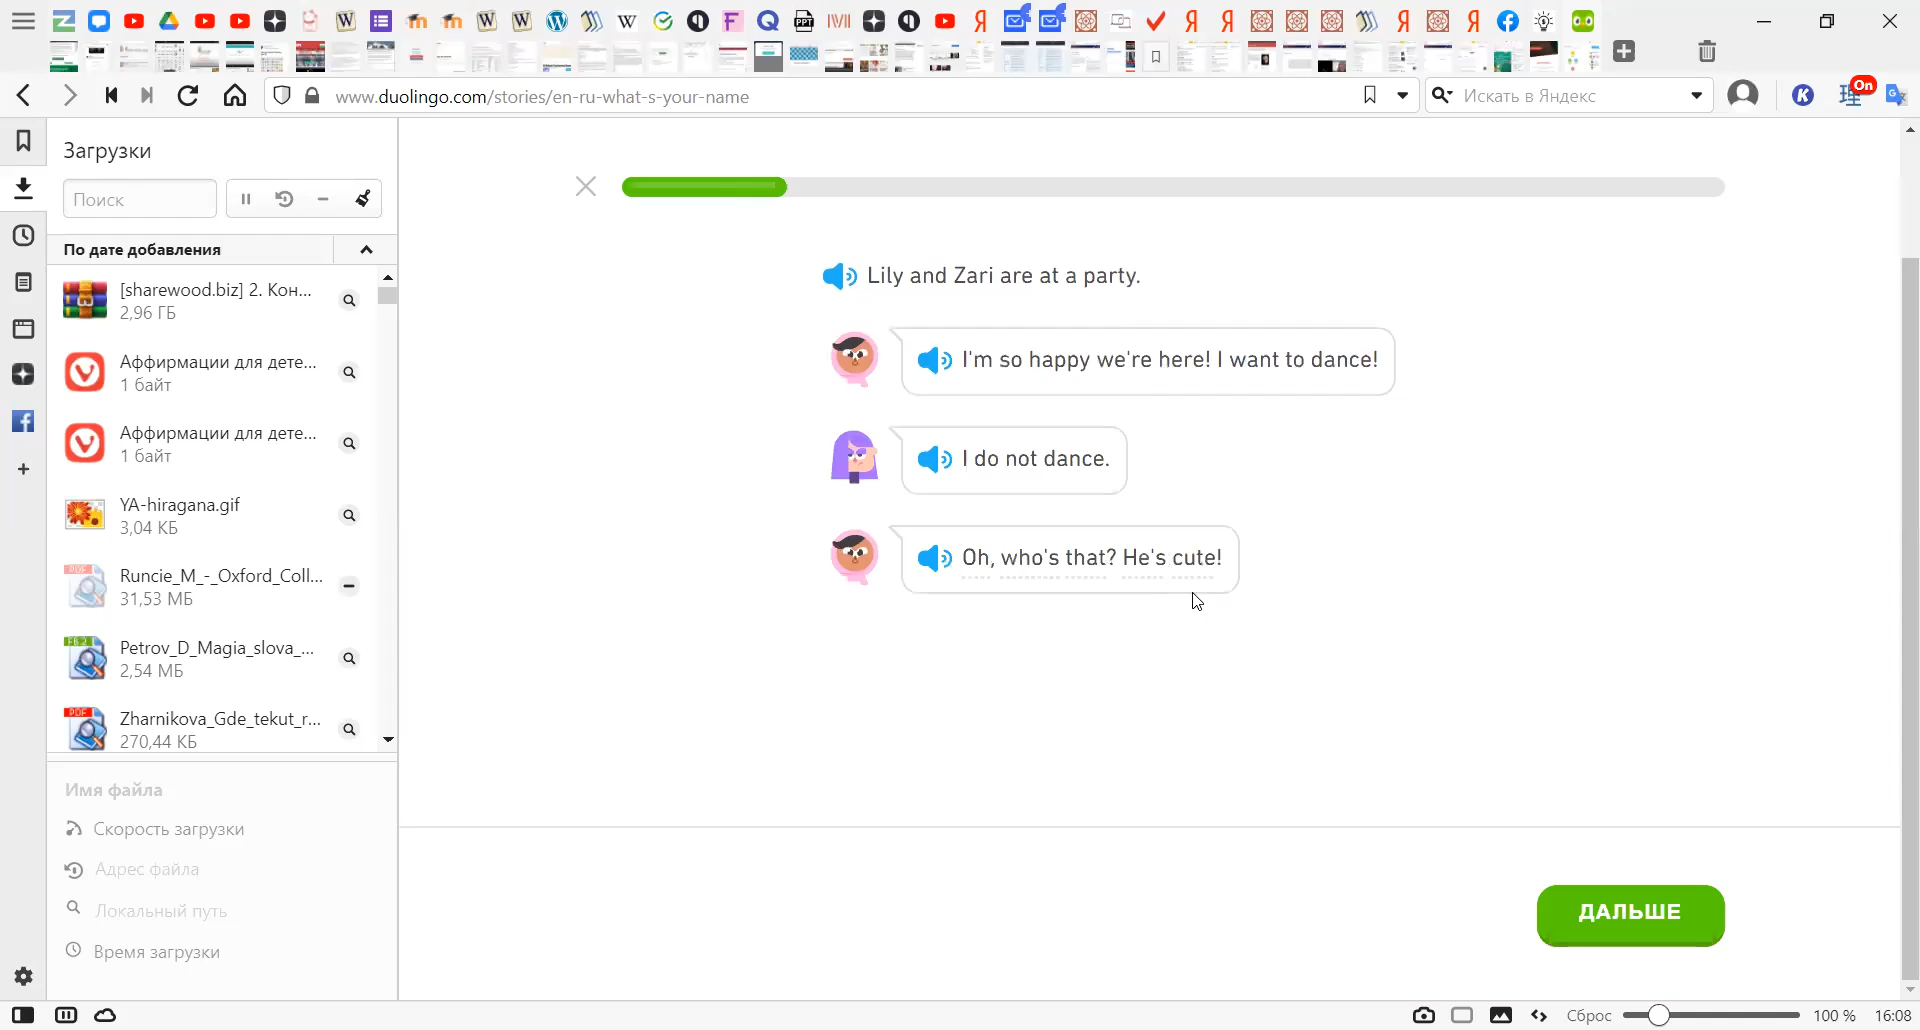 www.duolingo.com/stories/en-ru-what-s-your-name
Искать в Яндекс
On
Загрузки
Поиск
По дате добавления
[sharewood.biz] 2. Кон...
2,96 ГБ
Аффирмации для дете...
1 байт
Аффирмации для дете...
1 байт
YA-hiragana.gif
3,04 КБ
Runcie_M_-_Oxford_Coll...
31,53 МБ
Petrov_D_Magia_slova_...
2,54 МБ
Zharnikova_Gde_tekut_r...
270,44 КБ
Имя файла
Скорость загрузки
Адрес файла
Локальный путь
Время загрузки
Lily and Zari are at a party.
I'm so happy we're here! I want to dance!
I do not dance.
Oh, who's that? He's cute!
ДАЛЬШЕ
Сброс
100 %
16:08